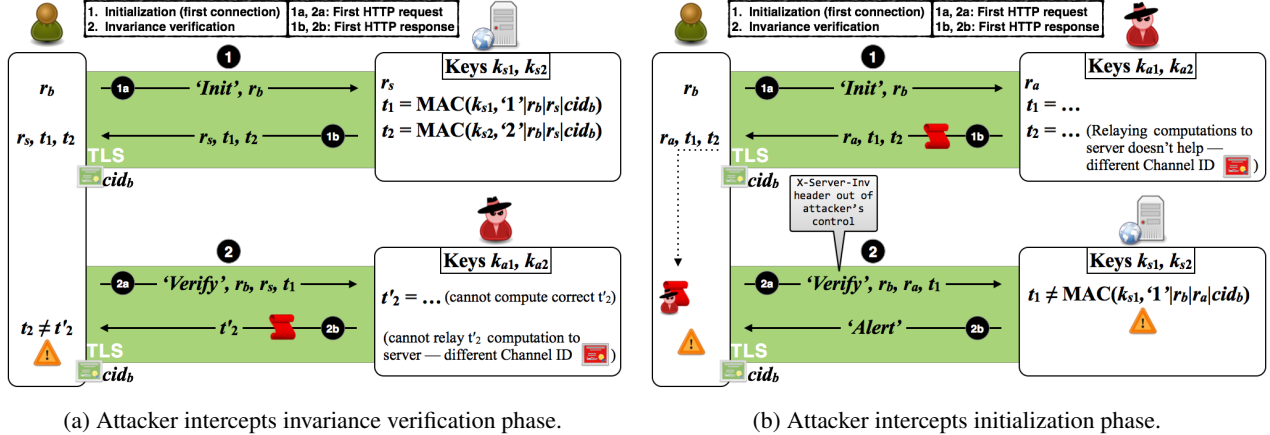 1. Initialization (first connection)
2. Invariance verification
1a, 2a: First HTTP request
1b, 2b: First HTTP response
1
Keys ks1, ks2
rb
1a
‘Init’, rb
rs
t1 = MAC(ks1,‘1’|rb|rs|cidb)
t2 = MAC(ks2,‘2’|rb|rs|cidb)
rs, t1, t2
rs, t1, t2
1b
TLS
cidb
2
Keys ka1, ka2
2a
‘Verify’, rb, rs, t1
t′2 = ... (cannot compute correct t′2)
t2 ≠ t′2
t′2
2b
(cannot relay t′2 computation to
server — different Channel ID )
TLS
cidb
(a) Attacker intercepts invariance verification phase.
1. Initialization (first connection)
2. Invariance verification
1a, 2a: First HTTP request
1b, 2b: First HTTP response
1
Keys ka1, ka2
rb
1a
‘Init’, rb
ra
t1 = ...
t2 = ... (Relaying computations to
server doesn’t help —
different Channel ID )
ra, t1, t2
ra, t1, t2
1b
TLS
cidb
X-Server-Inv
header out of
attacker’s
control
2
Keys ks1, ks2
2a
‘Verify’, rb, ra, t1
t1 ≠ MAC(ks1,‘1’|rb|ra|cidb)
‘Alert’
2b
TLS
cidb
(b) Attacker intercepts initialization phase.